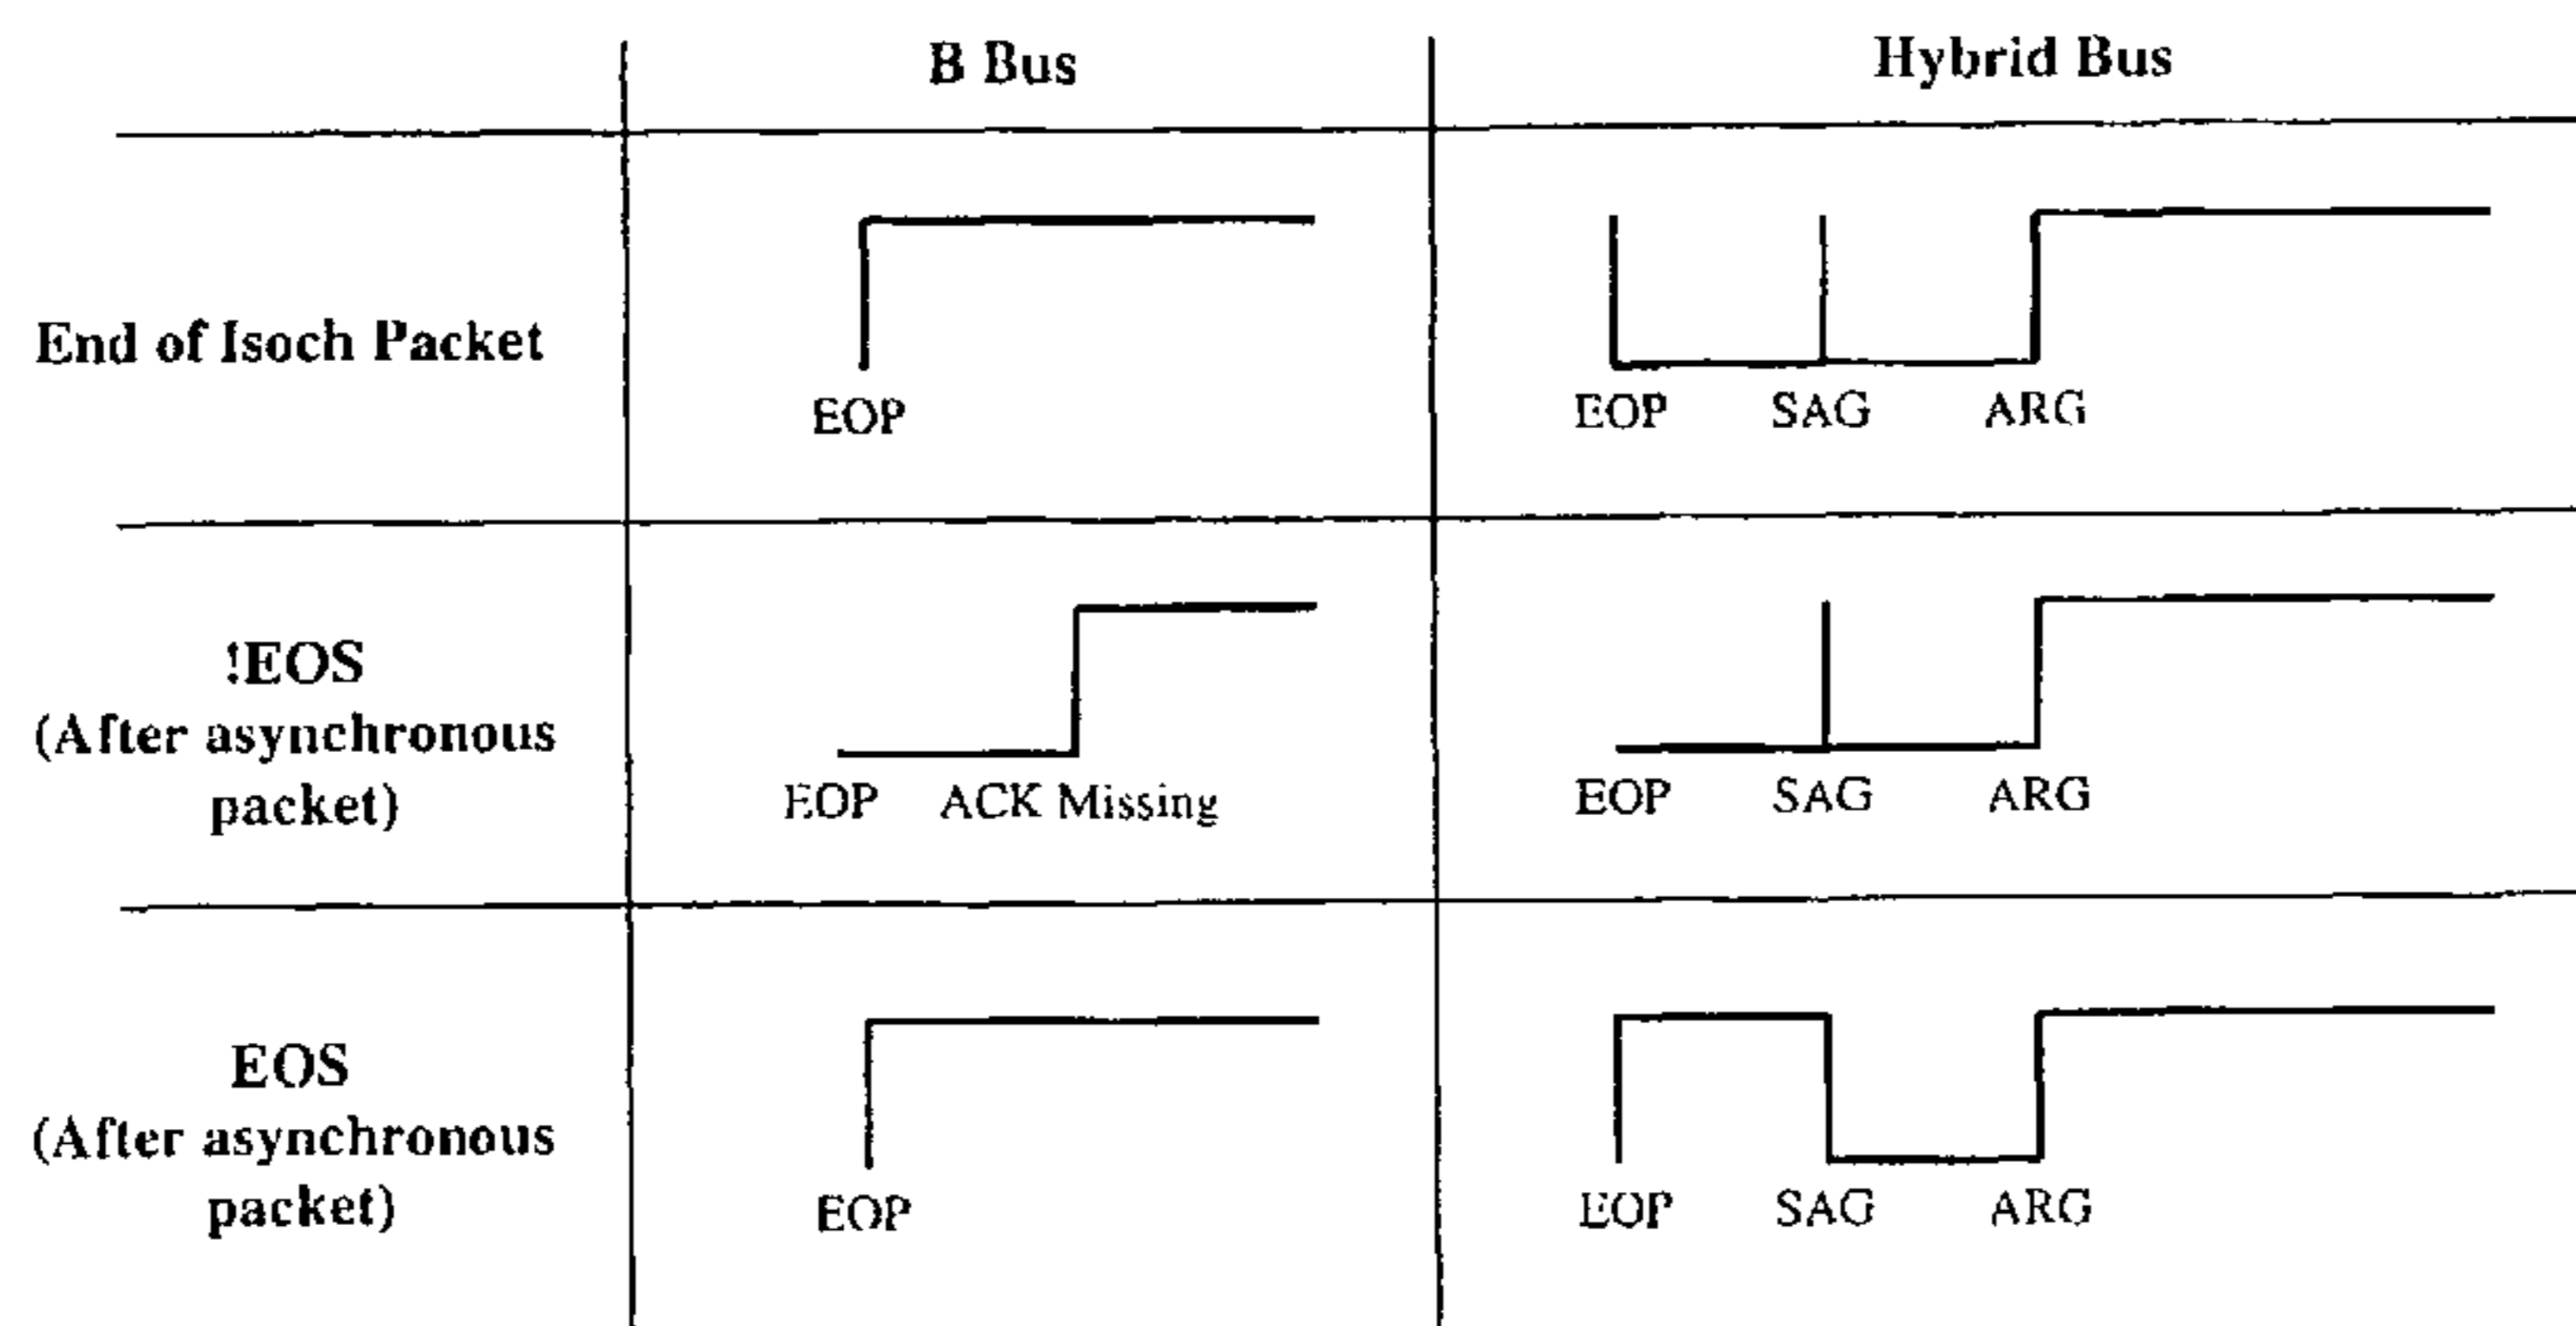 B Bus
Hybrid Bus
End of Isoch Packet
EOP
EOP SAG ARG
!EOS
(After asynchronous
packet)
EOP ACK Missing
EOP SAG ARG
EOS
(After asynchronous
packet)
EOP
EOP SAG ARG